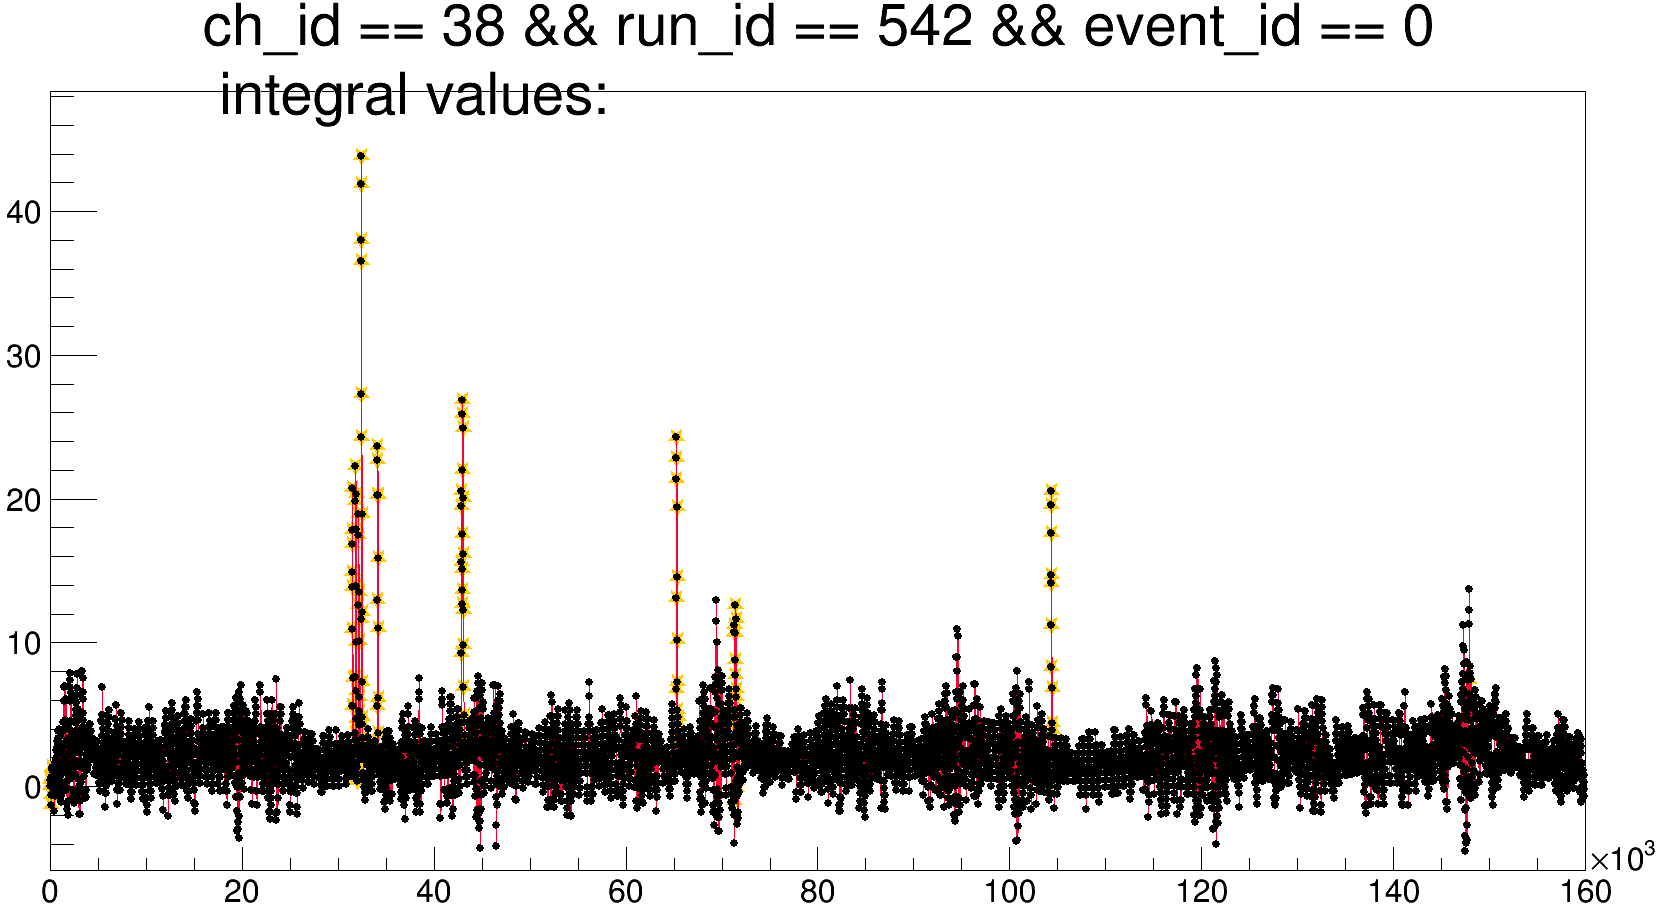 ch_id == 38 && run_id == 542 && event_id == 0
integral values:
40
30
20
10
0
0 20 40 60 80 100 120 140 160
×10³